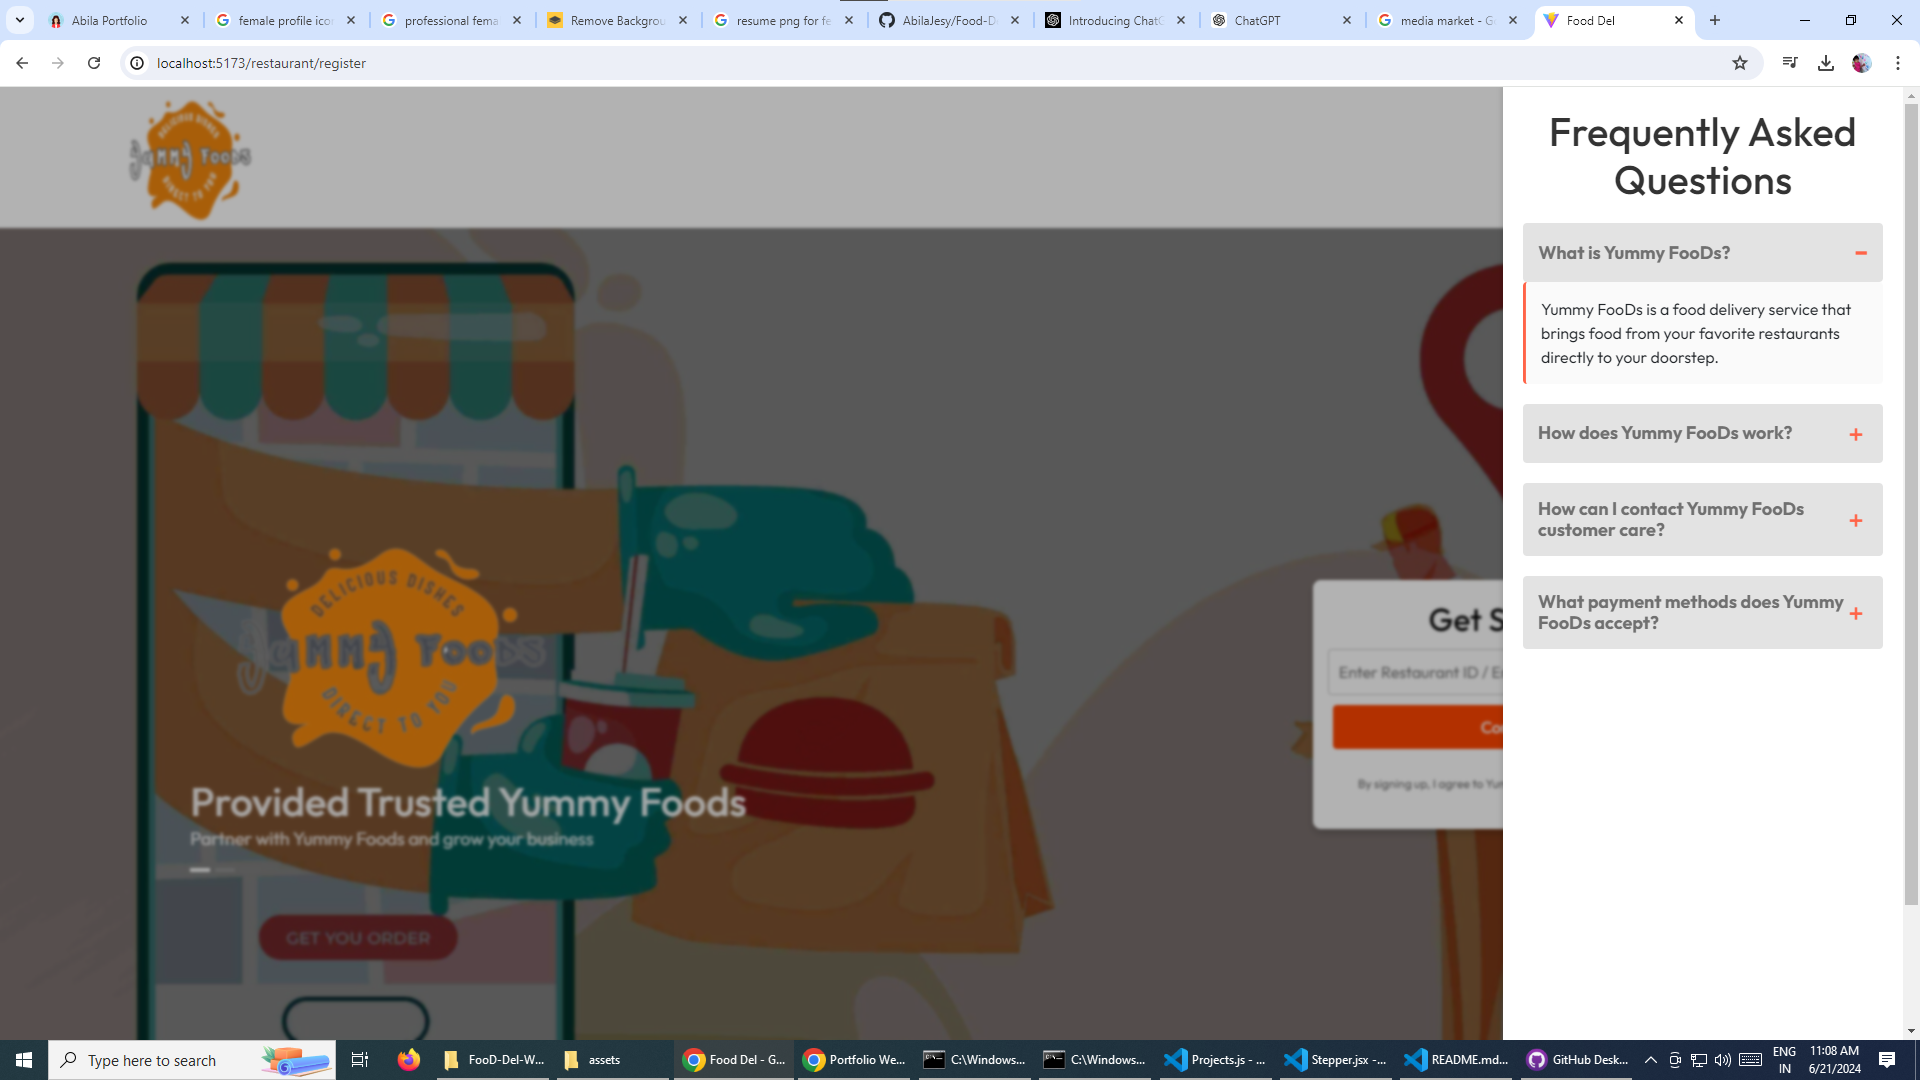 Abila Portfolio
female profile ico
professional fema
Remove Backgrou
resume png for fe
AbilaJesy/Food-D
Introducing ChatG
ChatGPT
media market - G
Food Del
localhost:5173/restaurant/register
DELICIOUS DISHES
Yummy Foods
DIRECT TO YOU
Frequently Asked
Questions
What is Yummy FooDs?
Yummy FooDs is a food delivery service that
brings food from your favorite restaurants
directly to your doorstep.
How does Yummy FooDs work?
How can I contact Yummy FooDs
customer care?
What payment methods does Yummy
FooDs accept?
DELICIOUS DISHES
Yummy Foods
DIRECT TO YOU
Get S
Enter Restaurant ID / E
Co
By signing up, I agree to Yu
Provided Trusted Yummy Foods
Partner with Yummy Foods and grow your business
GET YOU ORDER
Type here to search
FooD-Del-W...
assets
Food Del - G...
Portfolio We...
C:\Windows...
C:\Windows...
Projects.js - ...
Stepper.jsx -...
README.md...
GitHub Desk...
ENG
IN
11:08 AM
6/21/2024